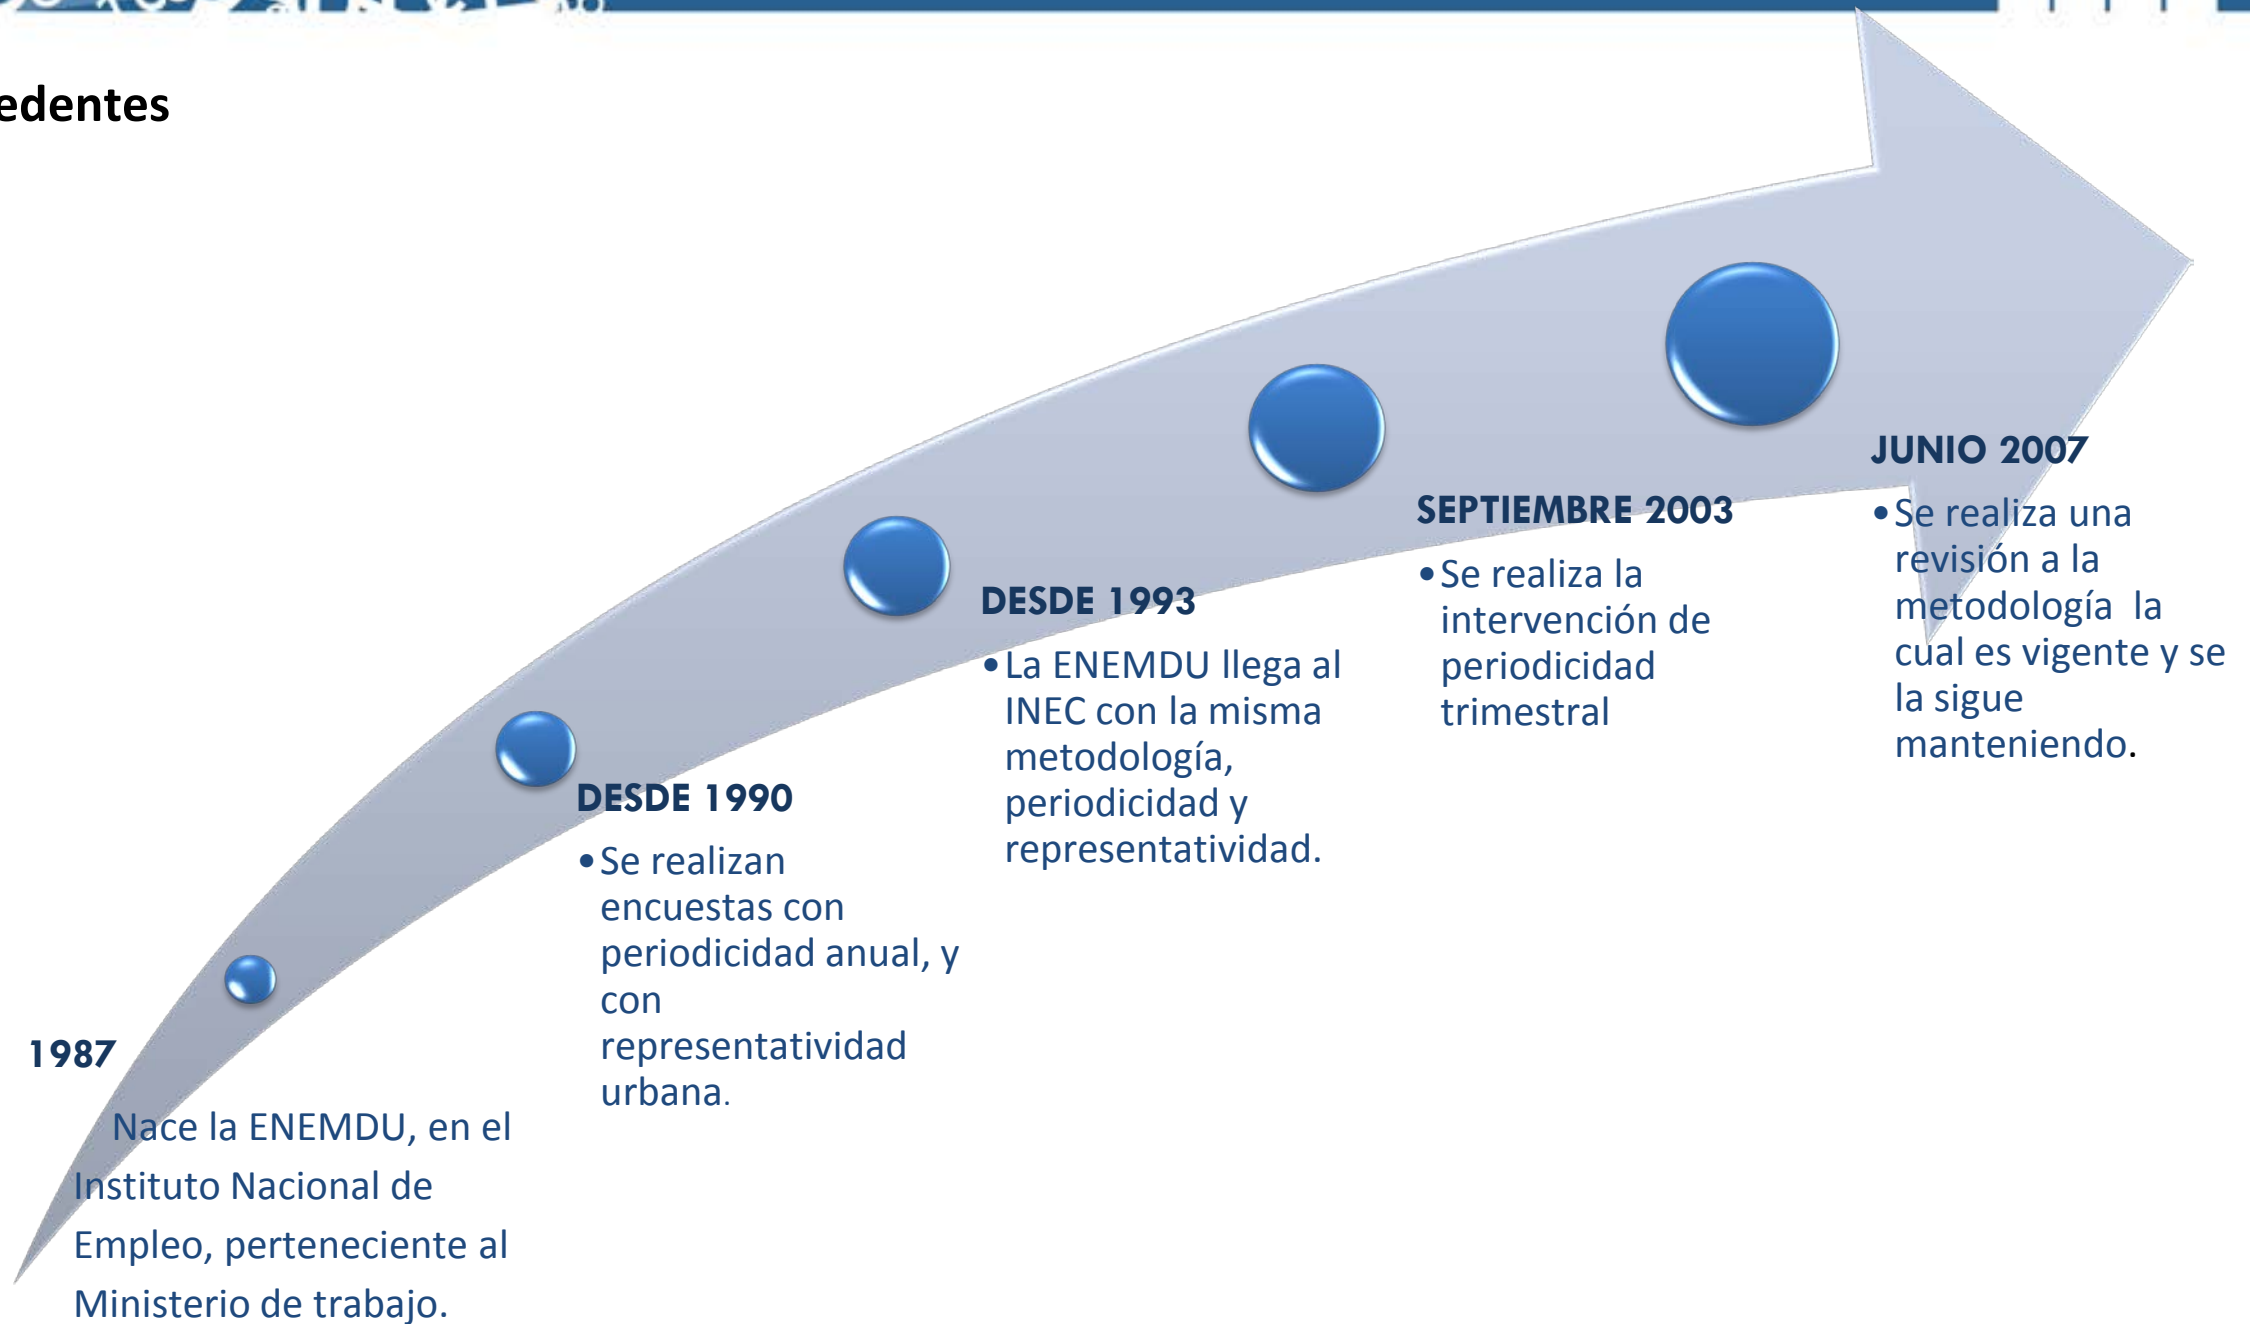 edentes
1987
Nace la ENEMDU, en el
Instituto Nacional de
Empleo, perteneciente al
Ministerio de trabajo.
DESDE 1990
•Se realizan
encuestas con
periodicidad anual, y
con
representatividad
urbana.
DESDE 1993
•La ENEMDU llega al
INEC con la misma
metodología,
periodicidad y
representatividad.
SEPTIEMBRE 2003
•Se realiza la
intervención de
periodicidad
trimestral
JUNIO 2007
•Se realiza una
revisión a la
metodología la
cual es vigente y se
la sigue
manteniendo.